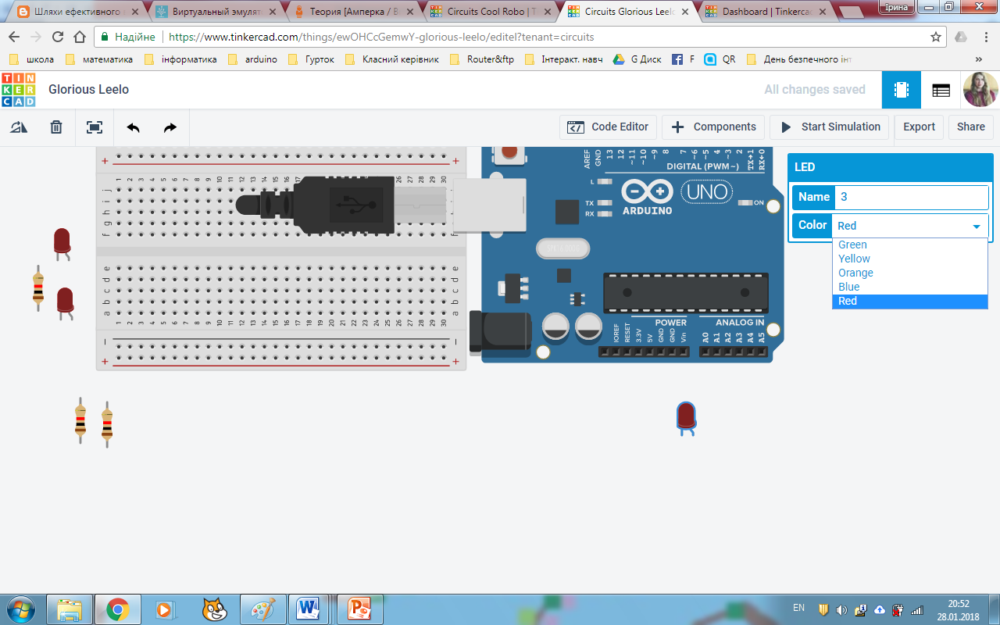 Шляхи ефективного
Виртуальный эмулят
Теория [Амперка / В
Circuits Cool Robo | T
Circuits Glorious Leelo
Dashboard | Tinkercad
Ірина
Надійне
https://www.tinkercad.com/things/ewOHCcGemwY-glorious-leelo/editel?tenant=circuits
школа
математика
інформатика
arduino
Гурток
Класний керівник
Router&ftp
Інтеракт. навч
G Диск
F
QR
День безпечного інт
»
TIN
KER
CAD
Glorious Leelo
All changes saved
Code Editor
Components
Start Simulation
Export
Share
LED
Name 3
Color Red
Green
Yellow
Orange
Blue
Red
AREF
GND
13
12
~11
~10
~9
8
7
~6
~5
4
~3
2
TX→1
RX←0
DIGITAL (PWM~)
L
TX
RX
ARDUINO
UNO
ON
POWER
ANALOG IN
IOREF
RESET
3.3V
5V
GND
GND
Vin
A0
A1
A2
A3
A4
A5
EN
20:52
28.01.2018